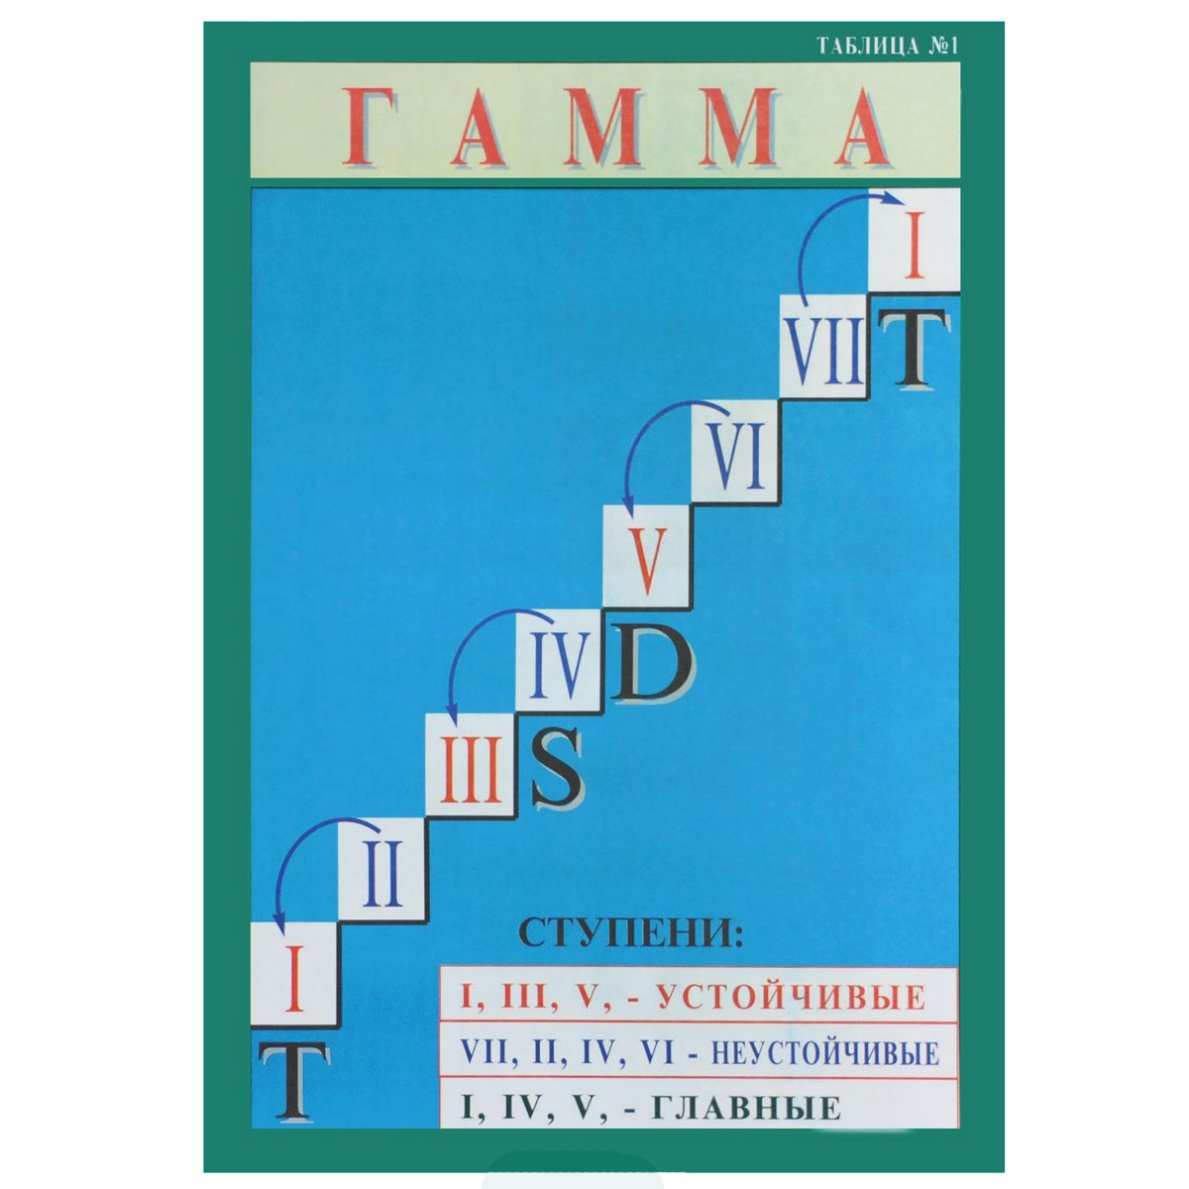 ТАБЛИЦА №1
ГАММА
I
VII T
VI
V
IV D
III S
II
I
T
СТУПЕНИ:
I, III, V, - УСТОЙЧИВЫЕ
VII, II, IV, VI - НЕУСТОЙЧИВЫЕ
I, IV, V, - ГЛАВНЫЕ